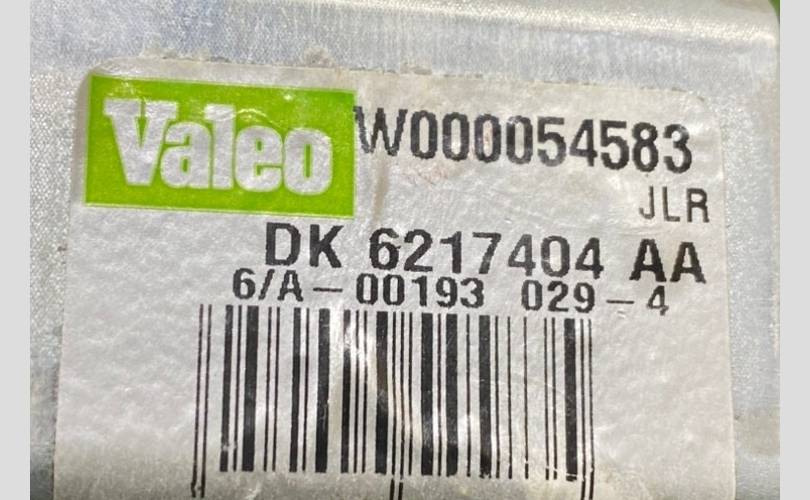 Valeo W000054583
JLR
DK 6217404 AA
6/A-00193 029-4